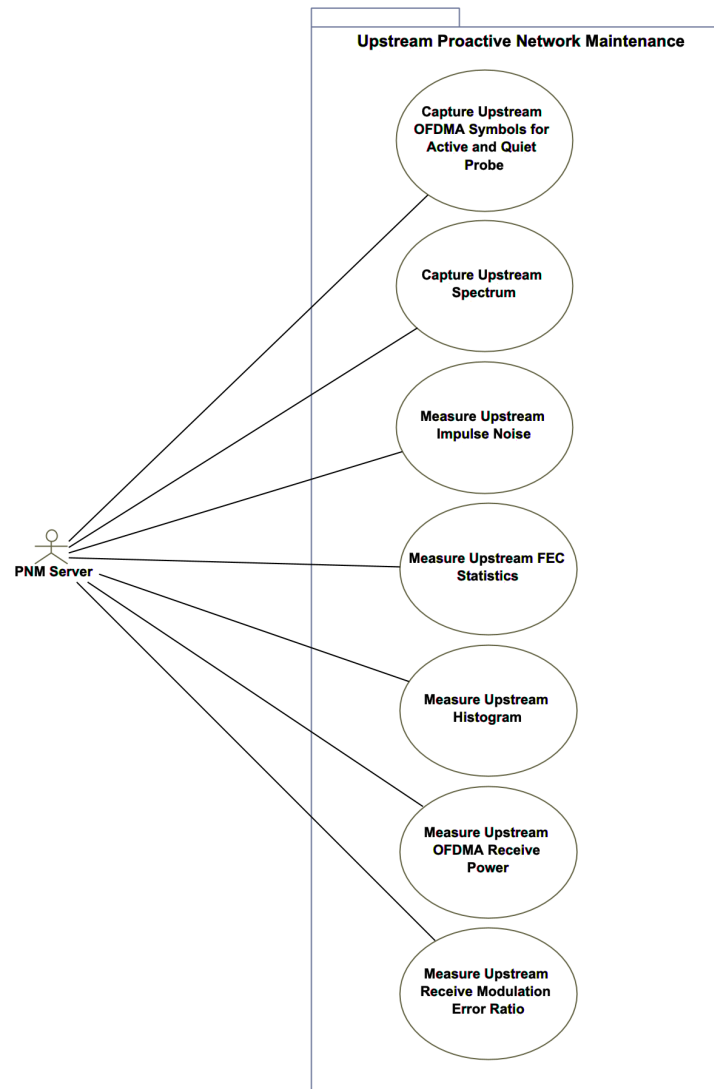 Upstream Proactive Network Maintenance
Capture Upstream
OFDMA Symbols for
Active and Quiet
Probe
Capture Upstream
Spectrum
Measure Upstream
Impulse Noise
PNM Server
Measure Upstream FEC
Statistics
Measure Upstream
Histogram
Measure Upstream
OFDMA Receive
Power
Measure Upstream
Receive Modulation
Error Ratio